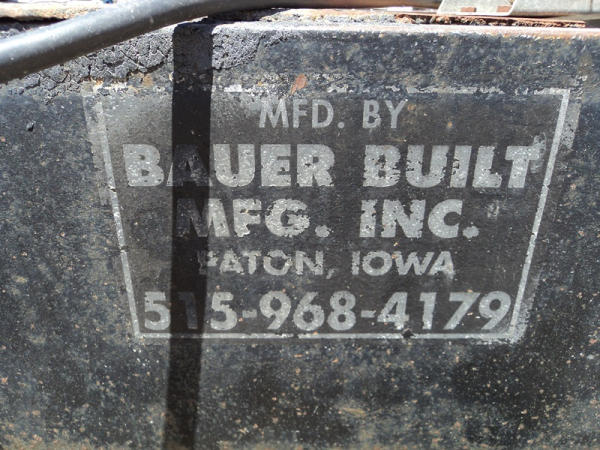 MFD. BY
BAUER BUILT
MFG. INC.
PATON, IOWA
515-968-4179